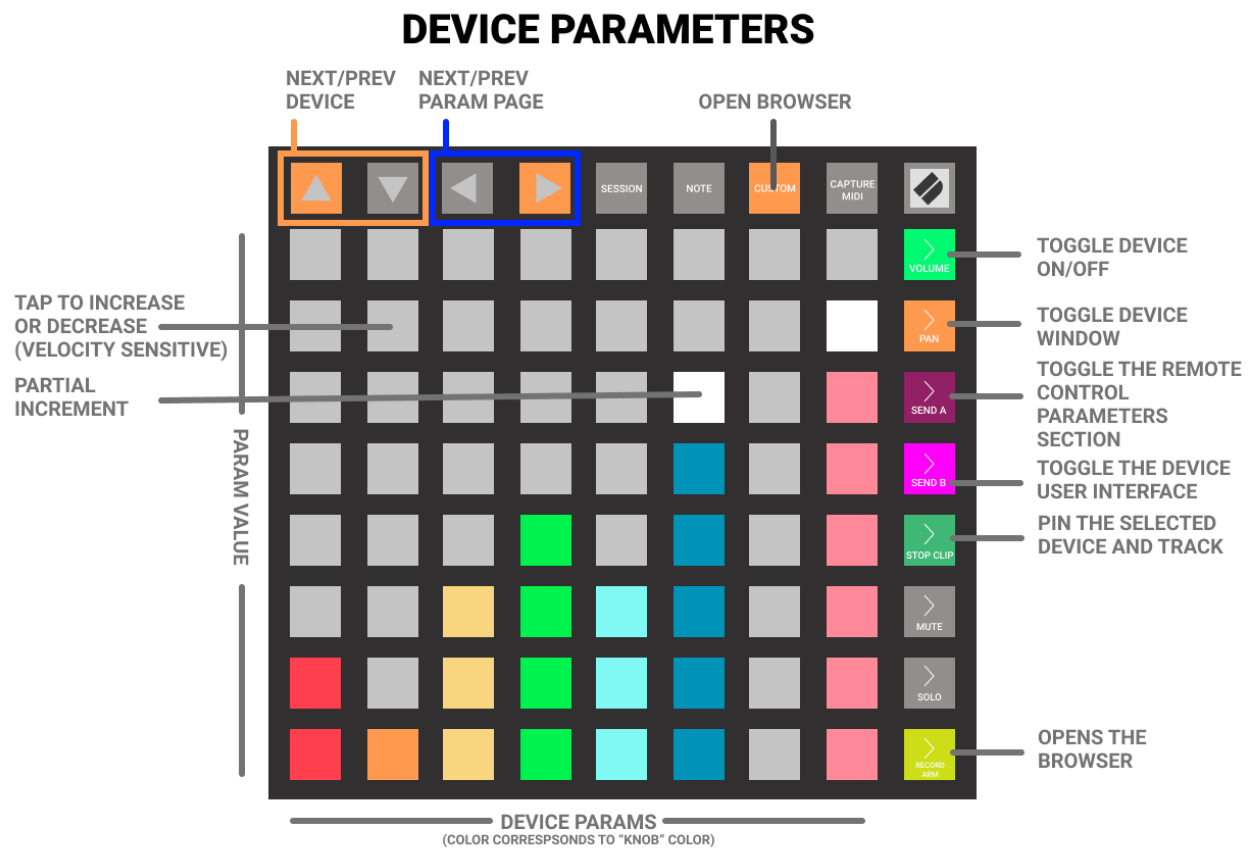 DEVICE PARAMETERS
NEXT/PREV
DEVICE
NEXT/PREV
PARAM PAGE
OPEN BROWSER
SESSION
NOTE
CUSTOM
CAPTURE
MIDI
VOLUME
TOGGLE DEVICE
ON/OFF
TAP TO INCREASE
OR DECREASE
(VELOCITY SENSITIVE)
PAN
TOGGLE DEVICE
WINDOW
PARTIAL
INCREMENT
SEND A
TOGGLE THE REMOTE
CONTROL
PARAMETERS
SECTION
PARAM VALUE
SEND B
TOGGLE THE DEVICE
USER INTERFACE
STOP CLIP
PIN THE SELECTED
DEVICE AND TRACK
MUTE
SOLO
RECORD
ARM
OPENS THE
BROWSER
DEVICE PARAMS
(COLOR CORRESPSONDS TO "KNOB" COLOR)